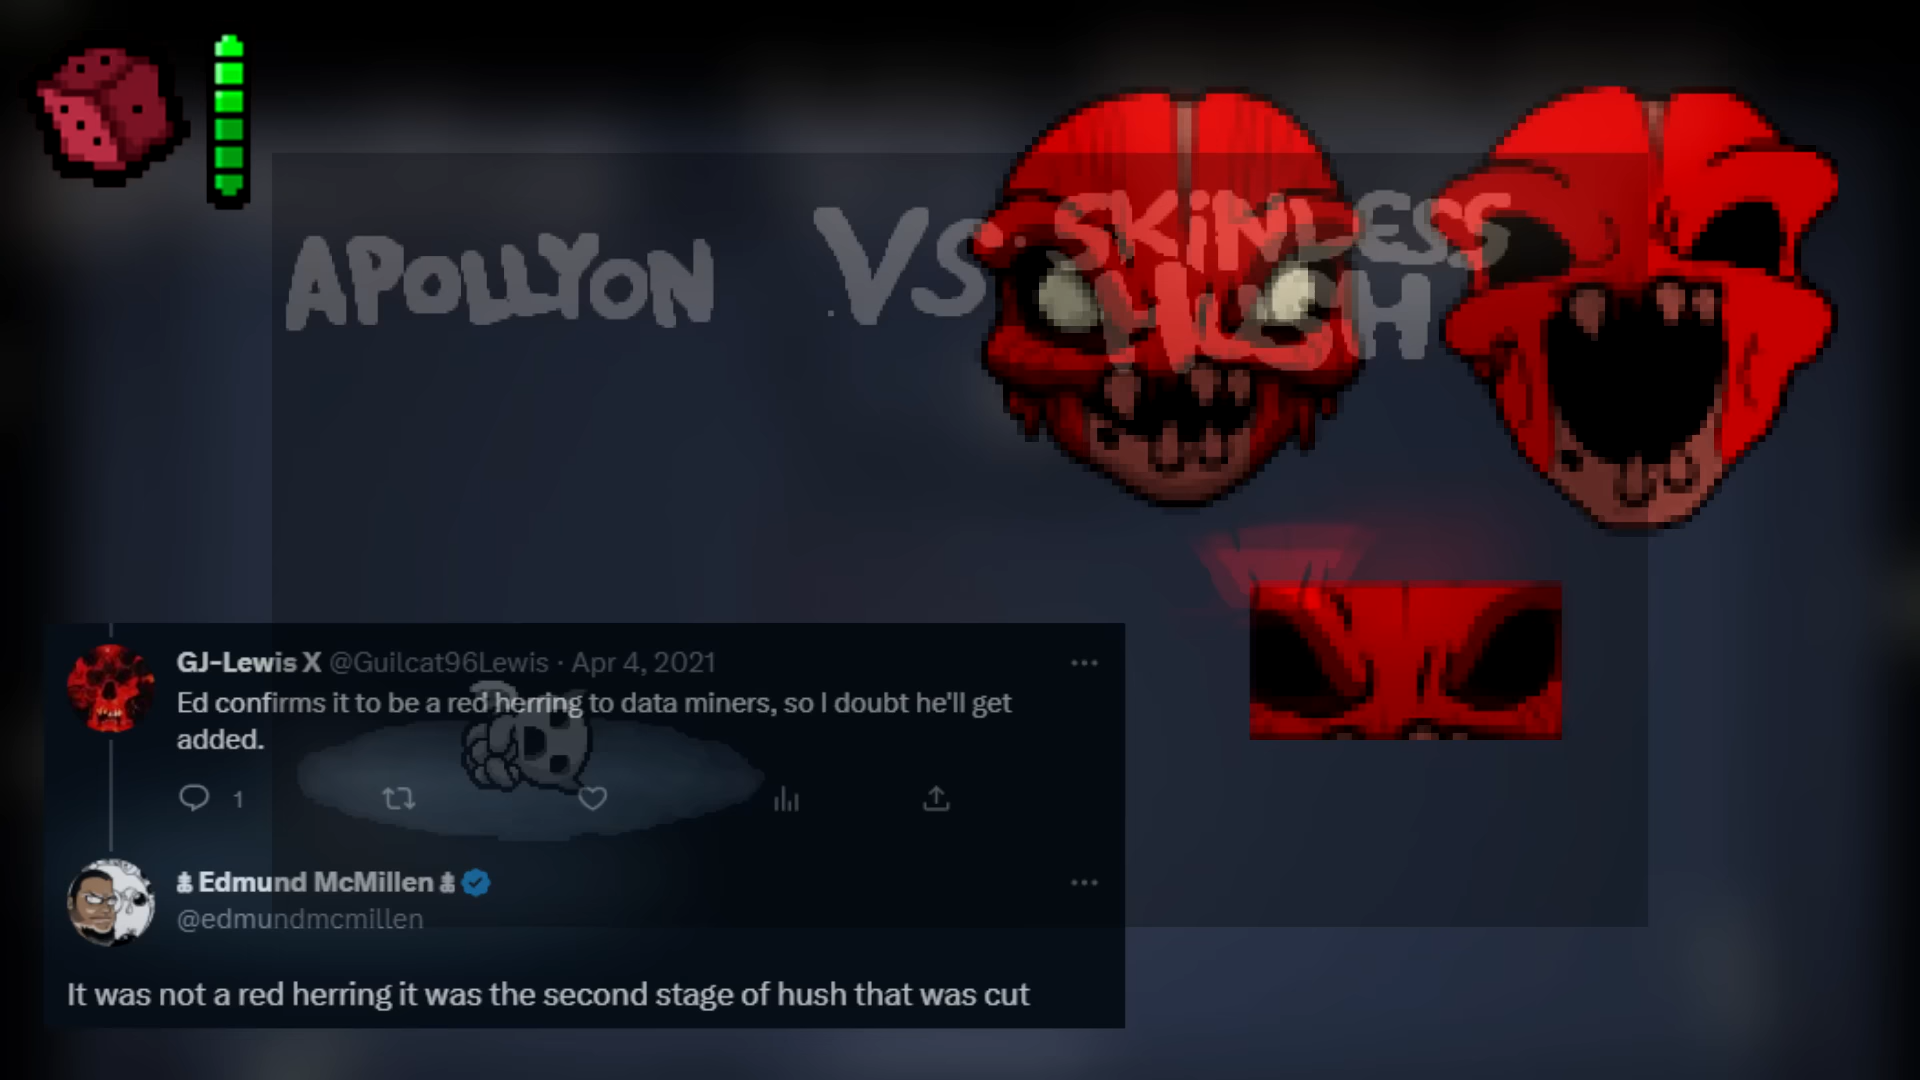 APOLLYON VS. SKINLESS
HUSH
GJ-Lewis X @Guilcat96Lewis · Apr 4, 2021
Ed confirms it to be a red herring to data miners, so I doubt he'll get
added.
1
Edmund McMillen
@edmundmcmillen
It was not a red herring it was the second stage of hush that was cut